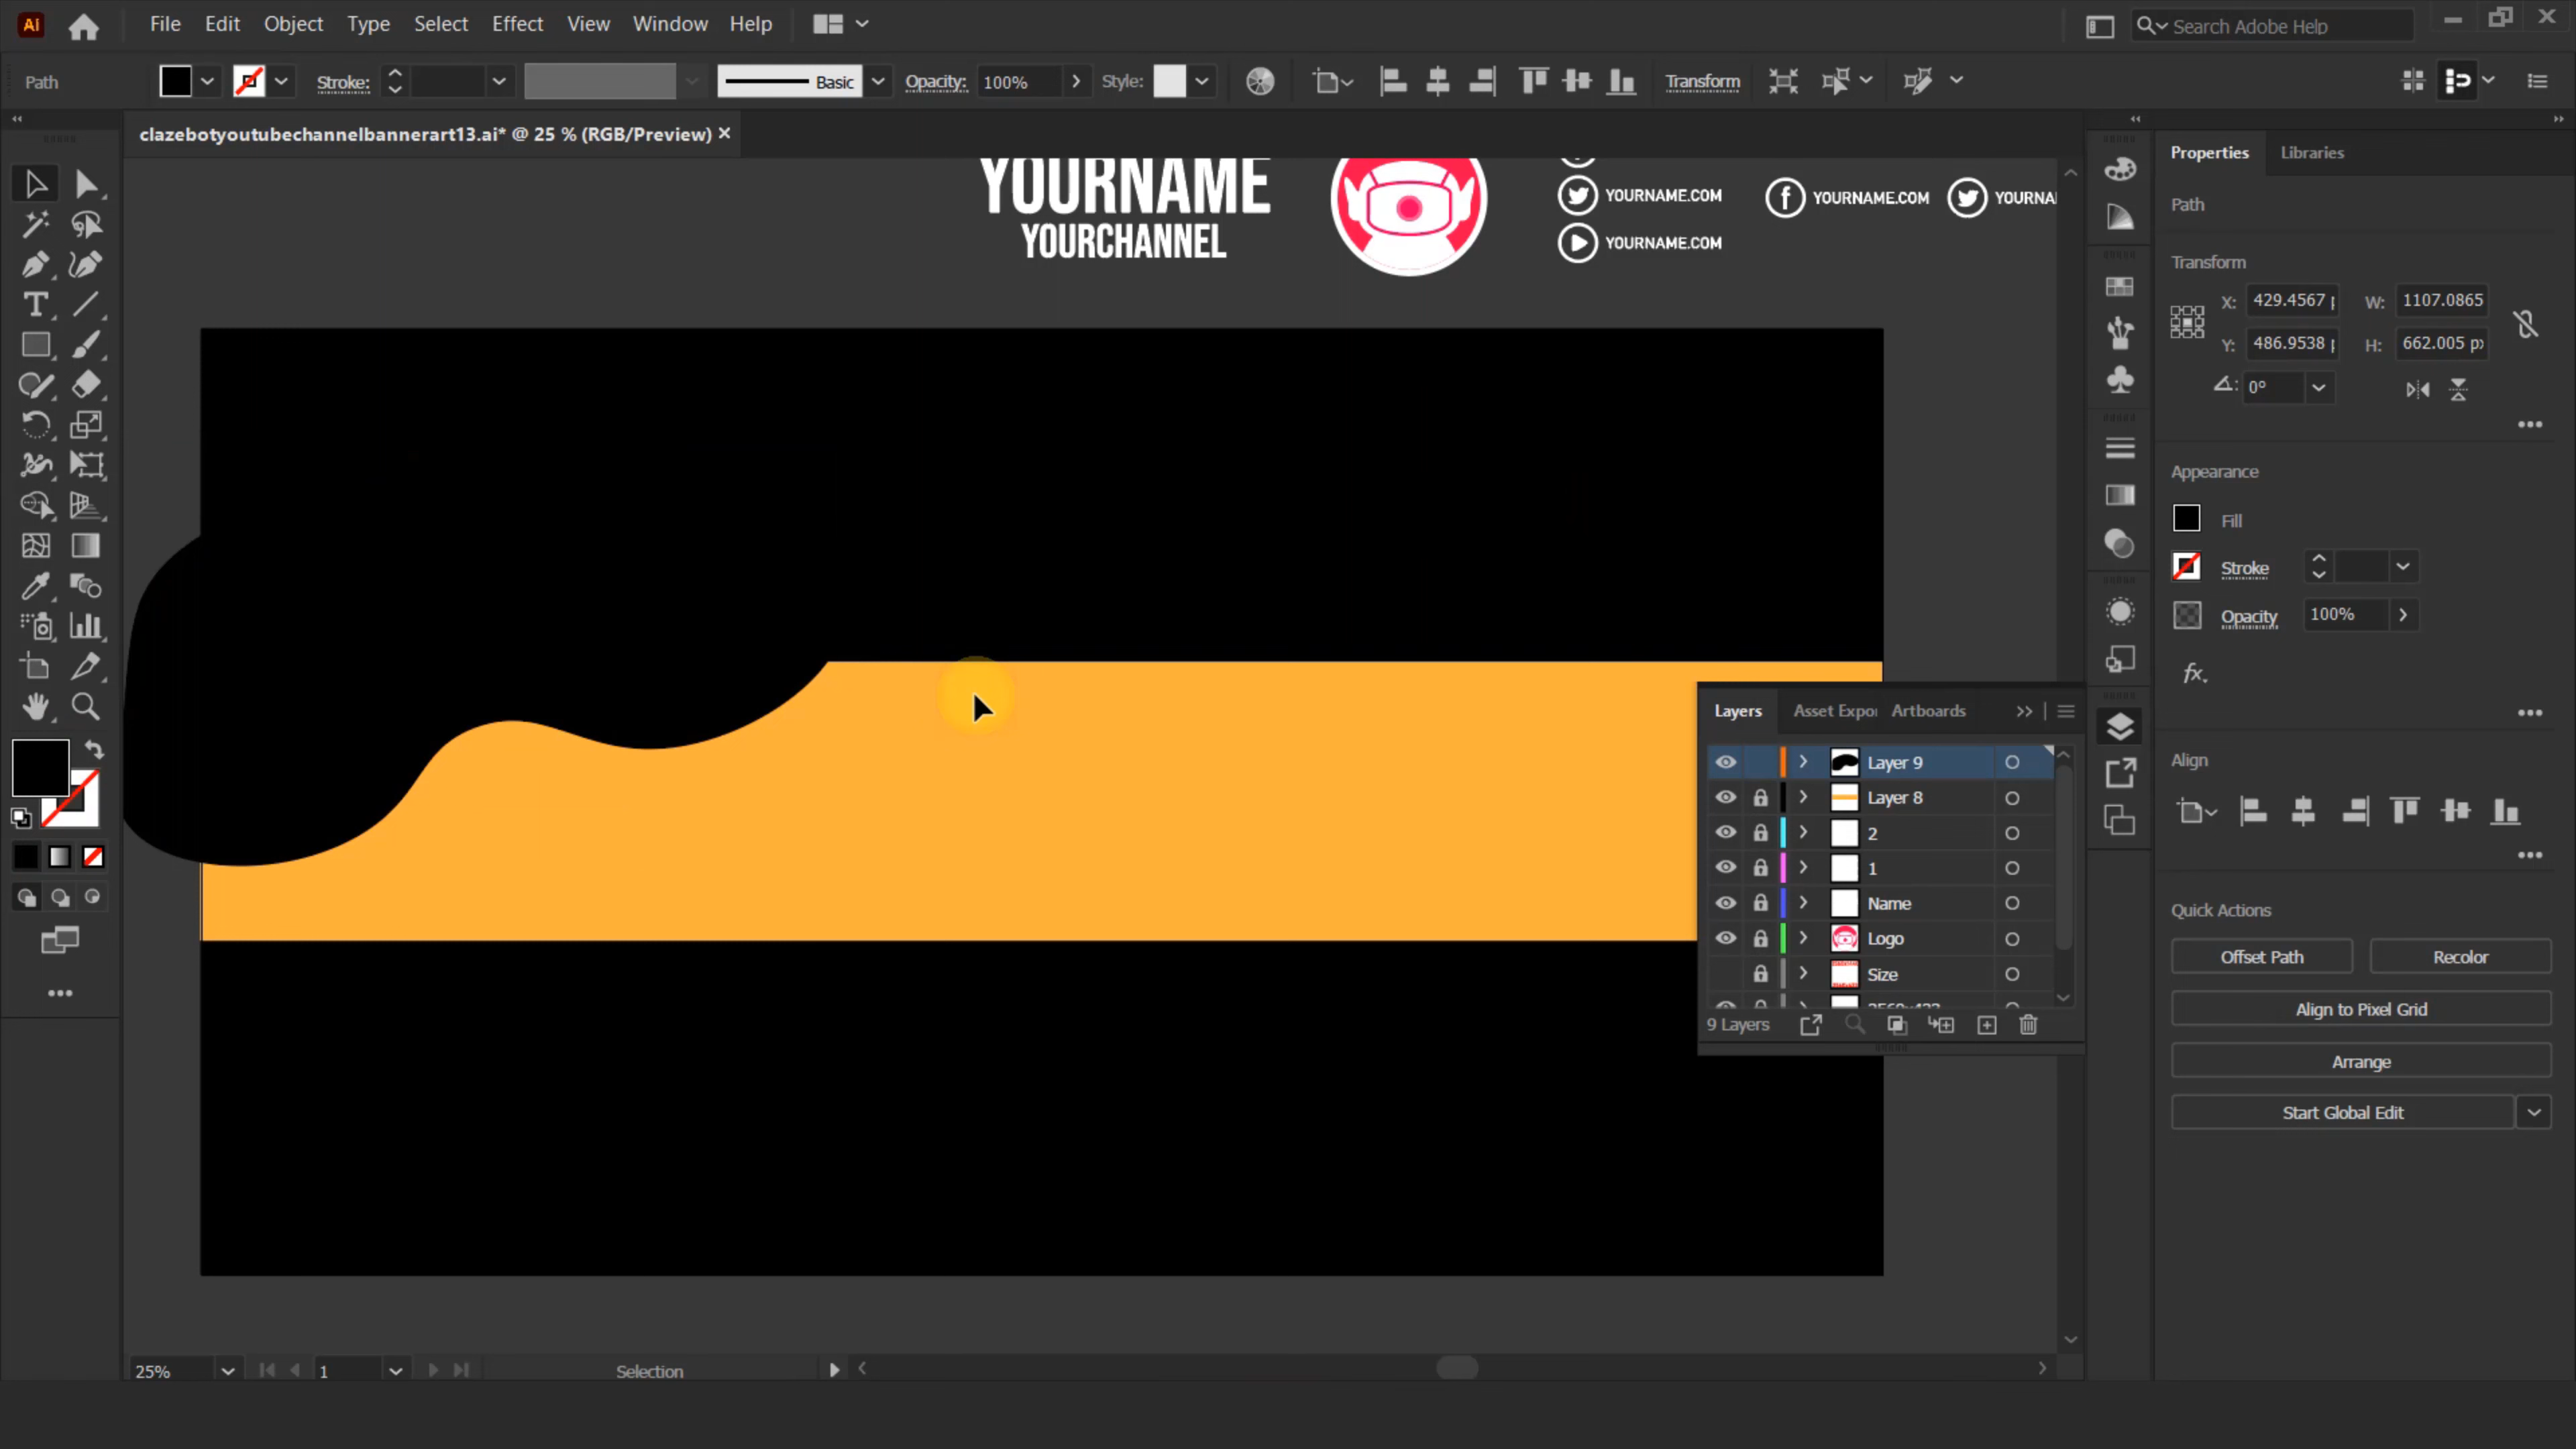 Ai File Edit Object Type Select Effect View Window Help Search Adobe Help
Path Stroke: Basic Opacity: 100% Style: Transform
clazebotyoutubechannelbannerart13.ai* @ 25 % (RGB/Preview) ×
Properties Libraries
YOURNAME
YOURCHANNEL
YOURNAME.COM
YOURNAME.COM
YOURNAME.COM
YOURNA
Path
Transform
X: 429.4567 p W: 1107.0865
Y: 486.9538 p H: 662.005 px
0°
Appearance
Fill
Stroke
Opacity 100%
fx.
Align
Quick Actions
Offset Path Recolor
Align to Pixel Grid
Arrange
Start Global Edit
Layers Asset Expo Artboards
Layer 9
Layer 8
2
1
Name
Logo
Size
9 Layers
25% 1 Selection